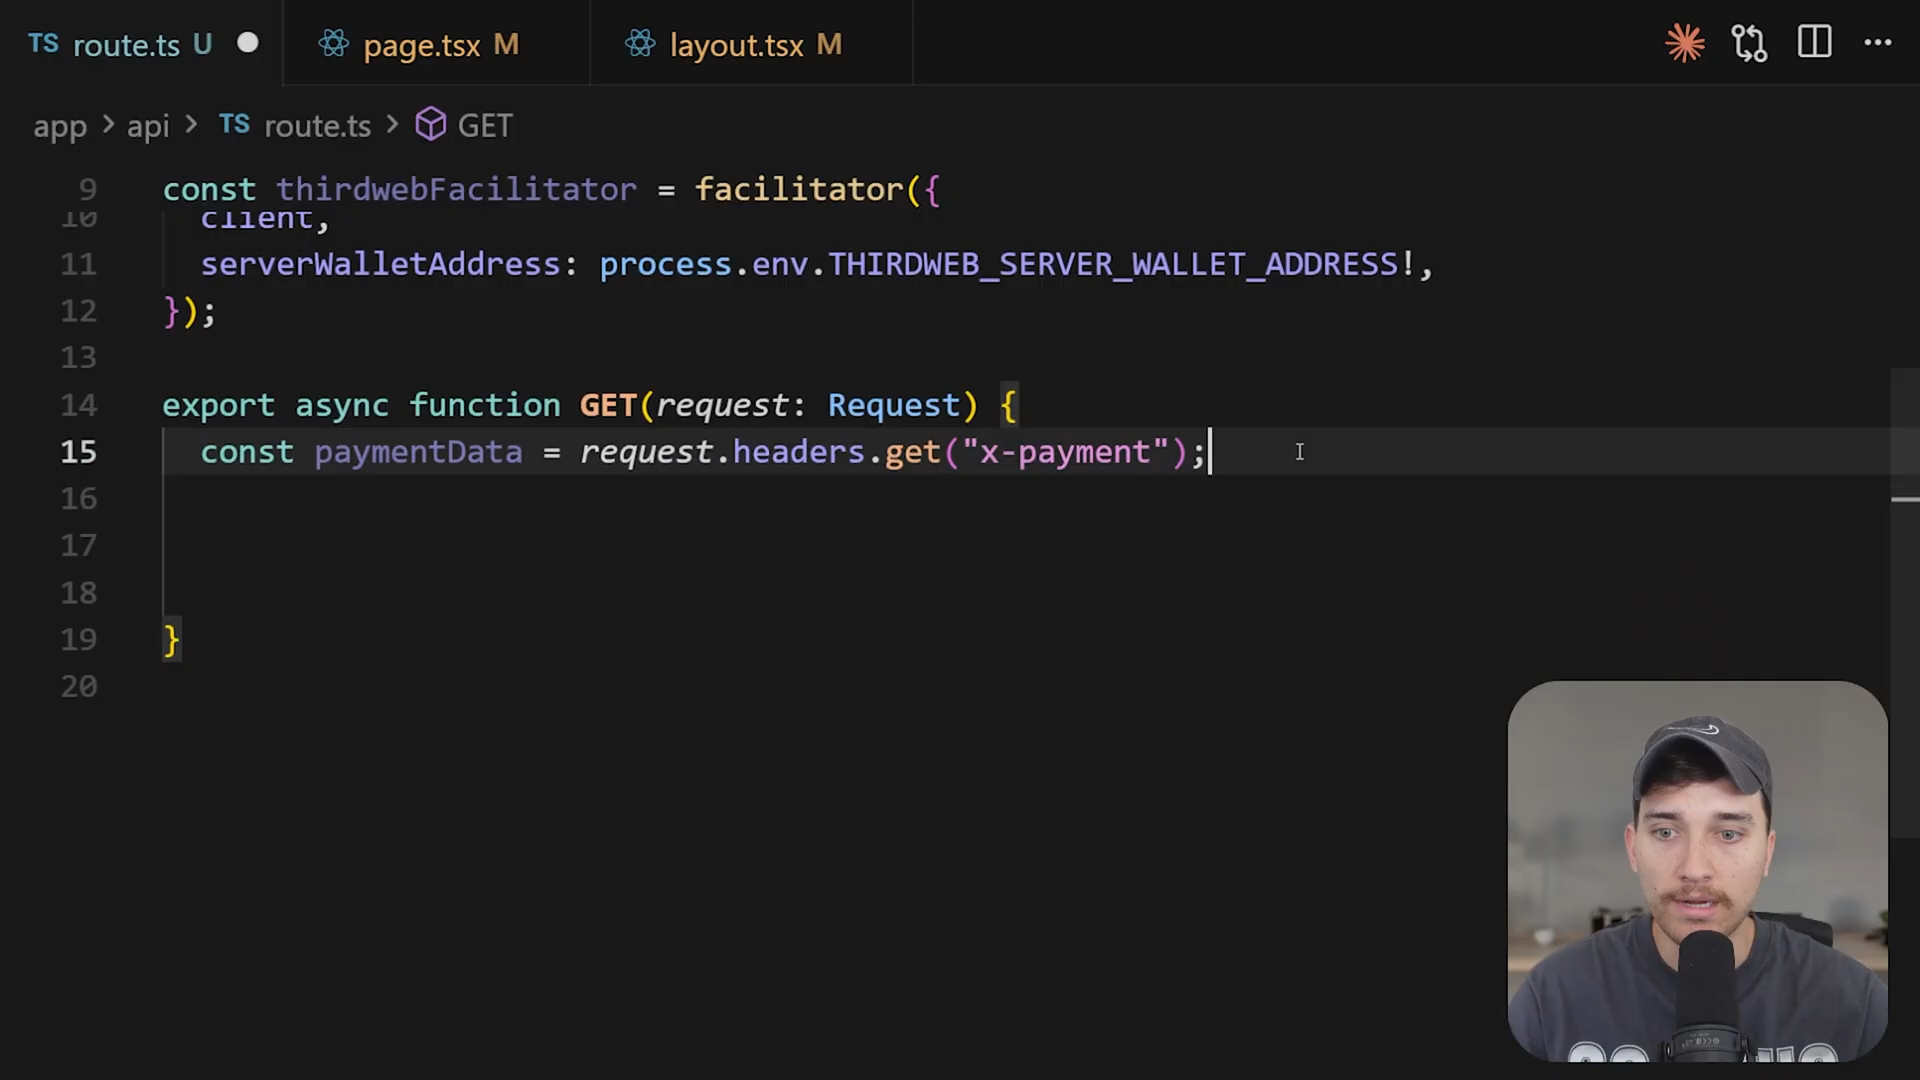 TS route.ts U
page.tsx M
layout.tsx M
app > api > TS route.ts > GET
9 const thirdwebFacilitator = facilitator({
10 client,
11 serverWalletAddress: process.env.THIRDWEB_SERVER_WALLET_ADDRESS!,
12 });
13
14 export async function GET(request: Request) {
15 const paymentData = request.headers.get("x-payment");
16
17
18
19 }
20